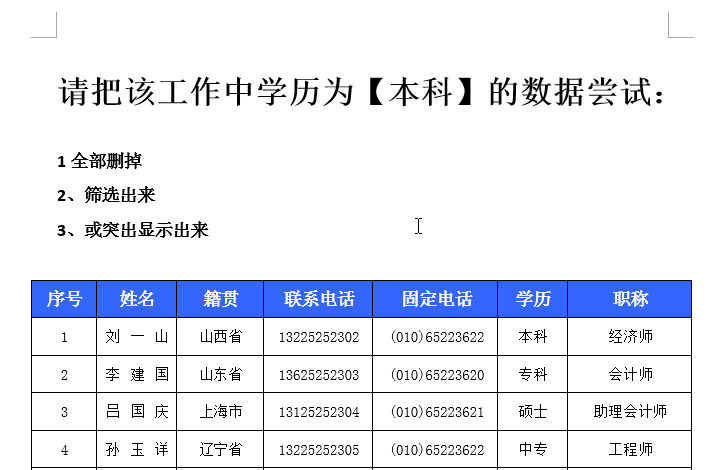 请把该工作中学历为【本科】的数据尝试：
1 全部删掉
2、筛选出来
3、或突出显示出来
序号 姓名 籍贯 联系电话 固定电话 学历 职称
1 刘一山 山西省 13225252302 (010)65223622 本科 经济师
2 李建国 山东省 13625252303 (010)65223620 专科 会计师
3 吕国庆 上海市 13125252304 (010)65223621 硕士 助理会计师
4 孙玉详 辽宁省 13225252305 (010)65223622 中专 工程师